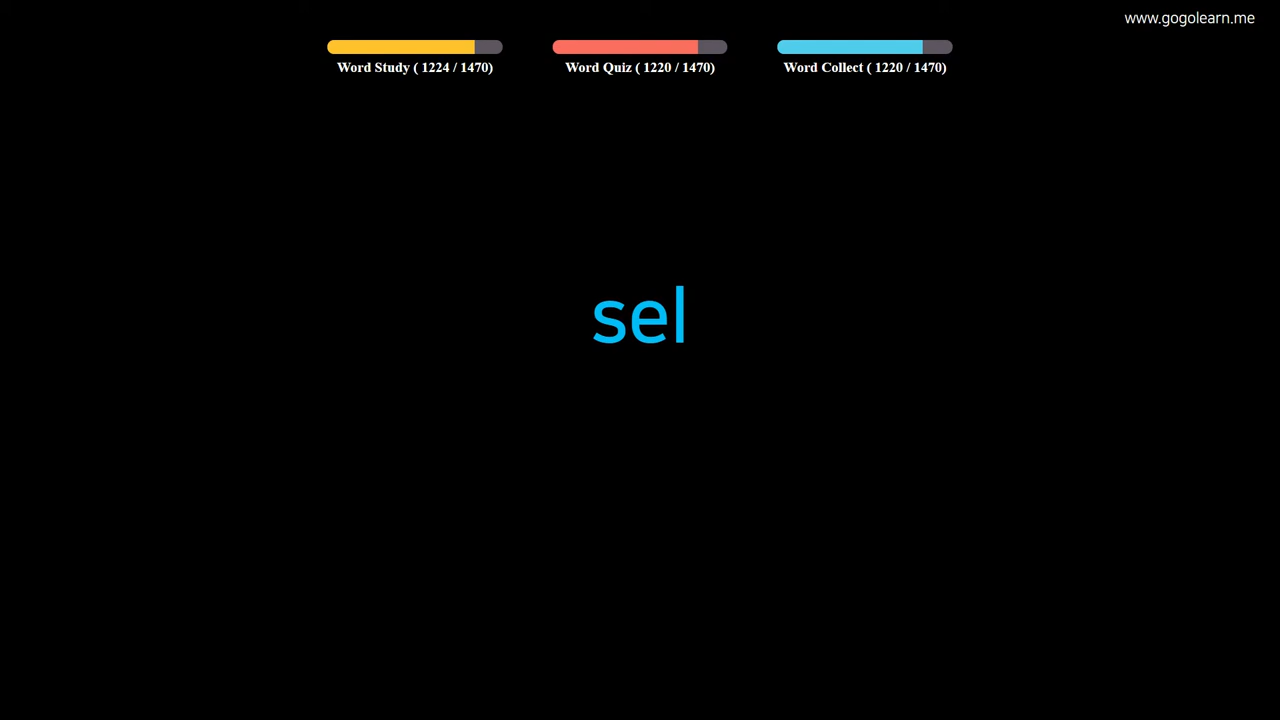 www.gogolearn.me
Word Study ( 1224 / 1470)
Word Quiz ( 1220 / 1470)
Word Collect ( 1220 / 1470)
sel